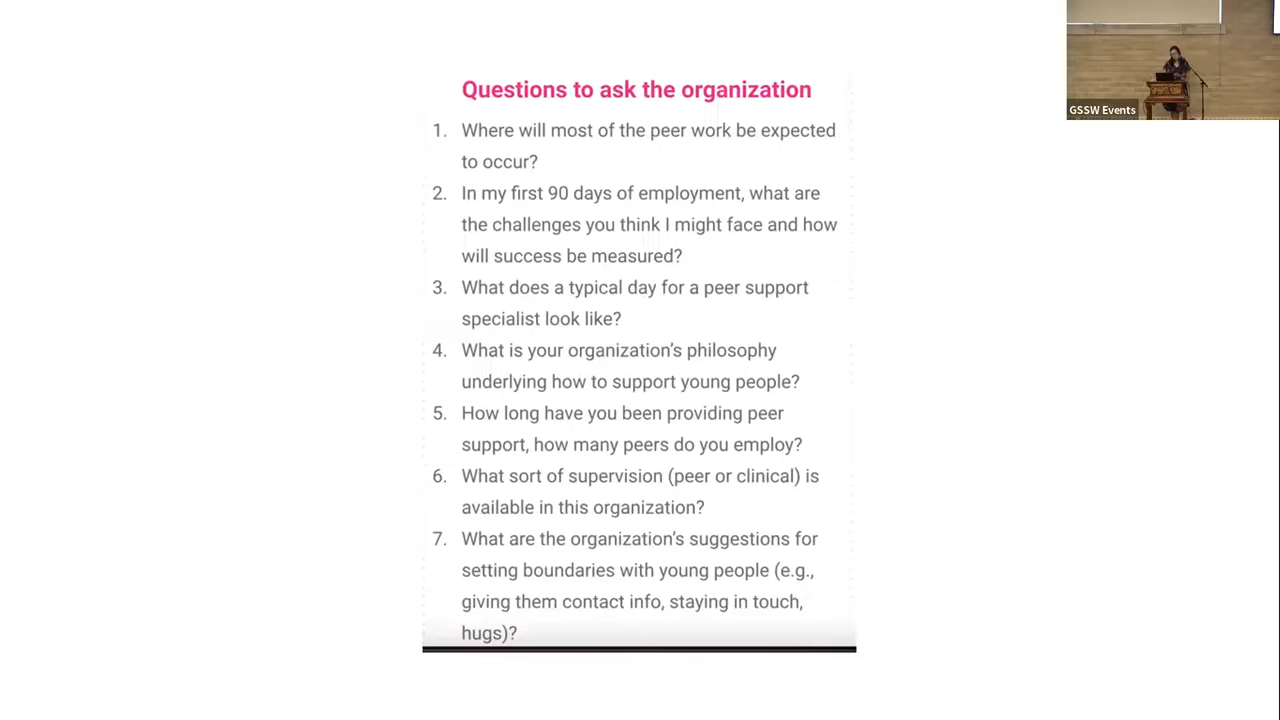 Questions to ask the organization
1. Where will most of the peer work be expected
to occur?
2. In my first 90 days of employment, what are
the challenges you think I might face and how
will success be measured?
3. What does a typical day for a peer support
specialist look like?
4. What is your organization's philosophy
underlying how to support young people?
5. How long have you been providing peer
support, how many peers do you employ?
6. What sort of supervision (peer or clinical) is
available in this organization?
7. What are the organization's suggestions for
setting boundaries with young people (e.g.,
giving them contact info, staying in touch,
hugs)?
GSSW Events